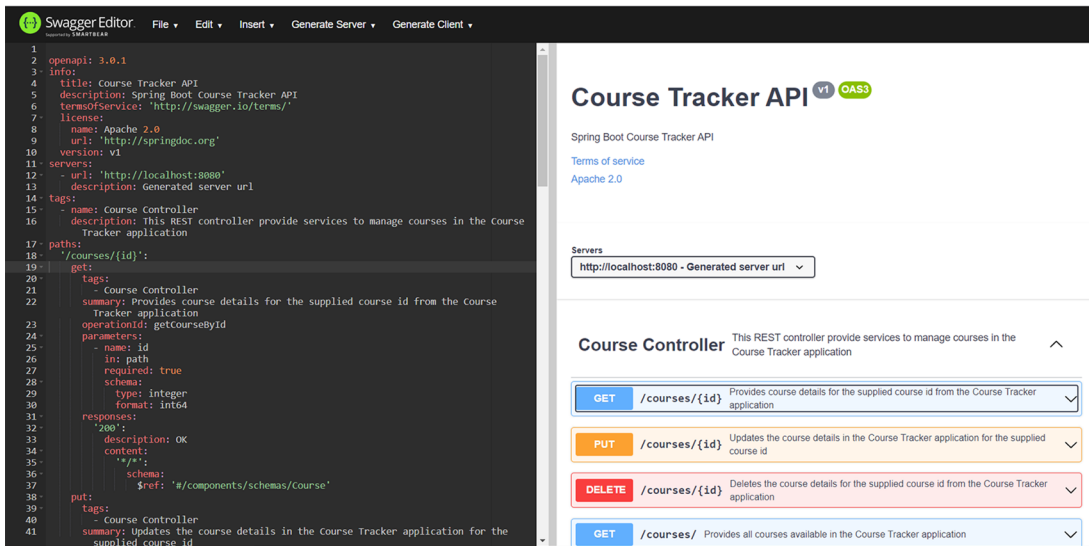 Swagger Editor.
Supported by SMARTBEAR
File Edit Insert Generate Server Generate Client
1
2 openapi: 3.0.1
3 info:
4 title: Course Tracker API
5 description: Spring Boot Course Tracker API
6 termsOfService: 'http://swagger.io/terms/'
7 license:
8 name: Apache 2.0
9 url: 'http://springdoc.org'
10 version: v1
11 servers:
12 - url: 'http://localhost:8080'
13 description: Generated server url
14 tags:
15 - name: Course Controller
16 description: This REST controller provide services to manage courses in the Course
Tracker application
17 paths:
18 '/courses/{id}':
19 get:
20 tags:
21 - Course Controller
22 summary: Provides course details for the supplied course id from the Course
Tracker application
23 operationId: getCourseById
24 parameters:
25 - name: id
26 in: path
27 required: true
28 schema:
29 type: integer
30 format: int64
31 responses:
32 '200':
33 description: OK
34 content:
35 '*/*':
36 schema:
37 $ref: '#/components/schemas/Course'
38 put:
39 tags:
40 - Course Controller
41 summary: Updates the course details in the Course Tracker application for the
supplied course id
Course Tracker API v1 OAS3
Spring Boot Course Tracker API
Terms of service
Apache 2.0
Servers
http://localhost:8080 - Generated server url
Course Controller
This REST controller provide services to manage courses in the
Course Tracker application
GET /courses/{id} Provides course details for the supplied course id from the Course Tracker
application
PUT /courses/{id} Updates the course details in the Course Tracker application for the supplied
course id
DELETE /courses/{id} Deletes the course details for the supplied course id from the Course Tracker
application
GET /courses/ Provides all courses available in the Course Tracker application